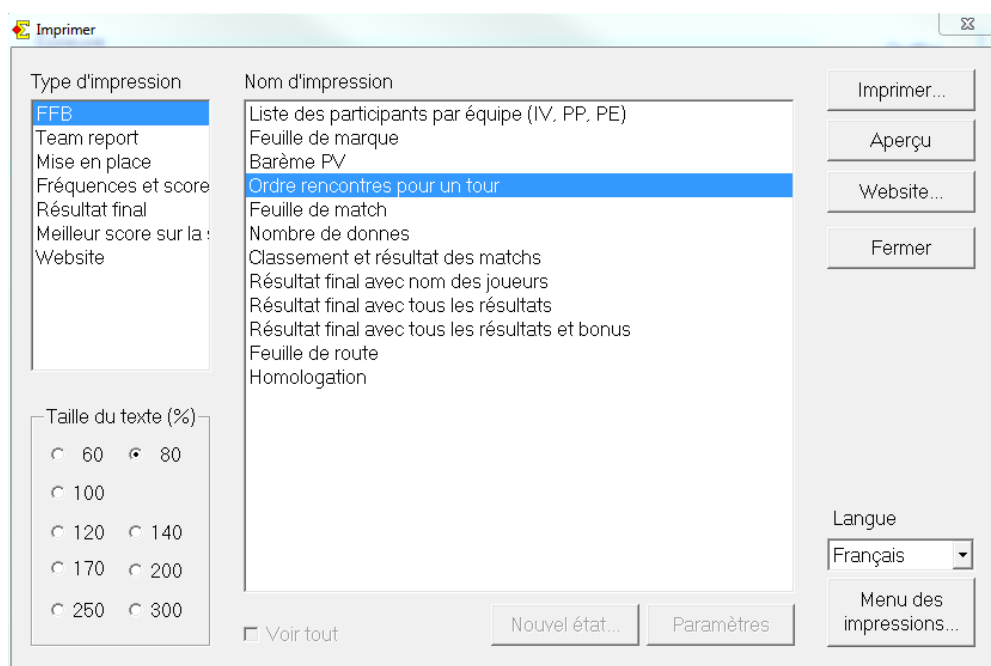 Imprimer
Type d'impression
FFB
Team report
Mise en place
Fréquences et score
Résultat final
Meilleur score sur la
Website
Nom d'impression
Liste des participants par équipe (IV, PP, PE)
Feuille de marque
Barème PV
Ordre rencontres pour un tour
Feuille de match
Nombre de donnes
Classement et résultat des matchs
Résultat final avec nom des joueurs
Résultat final avec tous les résultats
Résultat final avec tous les résultats et bonus
Feuille de route
Homologation
Imprimer...
Aperçu
Website...
Fermer
Taille du texte (%)
60 80
100
120 140
170 200
250 300
Voir tout
Nouvel état...
Paramètres
Langue
Français
Menu des
impressions...